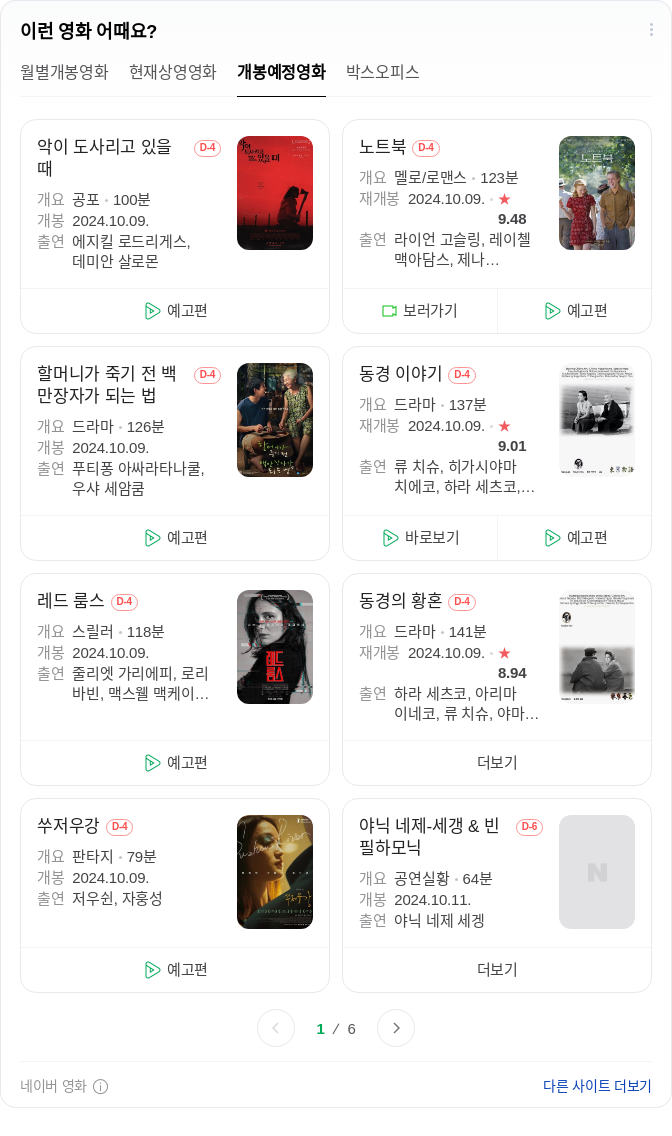 이런 영화 어때요?
월별개봉영화 현재상영영화 개봉예정영화 박스오피스
악이 도사리고 있을 D-4
때
개요 공포 · 100분
개봉 2024.10.09.
출연 에지킬 로드리게스,
데미안 살로몬
예고편
노트북 D-4
개요 멜로/로맨스 · 123분
재개봉 2024.10.09. · ★
9.48
출연 라이언 고슬링, 레이첼
맥아담스, 제나...
보러가기 예고편
할머니가 죽기 전 백 D-4
만장자가 되는 법
개요 드라마 · 126분
개봉 2024.10.09.
출연 푸티퐁 아싸라타나쿨,
우샤 세암쿰
예고편
동경 이야기 D-4
개요 드라마 · 137분
재개봉 2024.10.09. · ★
9.01
출연 류 치슈, 히가시야마
치에코, 하라 세츠코,...
바로보기 예고편
레드 룸스 D-4
개요 스릴러 · 118분
개봉 2024.10.09.
출연 줄리엣 가리에피, 로리
바빈, 맥스웰 맥케이...
레드
룸스
예고편
동경의 황혼 D-4
개요 드라마 · 141분
재개봉 2024.10.09. · ★
8.94
출연 하라 세츠코, 아리마
이네코, 류 치슈, 야마...
더보기
쑤저우강 D-4
개요 판타지 · 79분
개봉 2024.10.09.
출연 저우쉰, 자훙성
예고편
야닉 네제-세갱 & 빈 D-6
필하모닉
개요 공연실황 · 64분
개봉 2024.10.11.
출연 야닉 네제 세겡
N
더보기
1 / 6
네이버 영화
다른 사이트 더보기